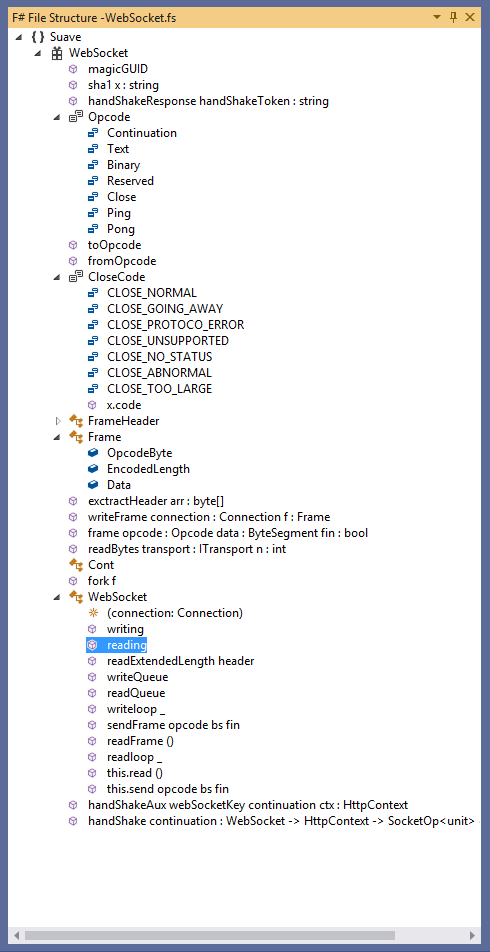 F# File Structure -WebSocket.fs
{ } Suave
WebSocket
magicGUID
sha1 x : string
handShakeResponse handShakeToken : string
Opcode
Continuation
Text
Binary
Reserved
Close
Ping
Pong
toOpcode
fromOpcode
CloseCode
CLOSE_NORMAL
CLOSE_GOING_AWAY
CLOSE_PROTOCO_ERROR
CLOSE_UNSUPPORTED
CLOSE_NO_STATUS
CLOSE_ABNORMAL
CLOSE_TOO_LARGE
x.code
FrameHeader
Frame
OpcodeByte
EncodedLength
Data
exctractHeader arr : byte[]
writeFrame connection : Connection f : Frame
frame opcode : Opcode data : ByteSegment fin : bool
readBytes transport : ITransport n : int
Cont
fork f
WebSocket
(connection: Connection)
writing
reading
readExtendedLength header
writeQueue
readQueue
writeloop _
sendFrame opcode bs fin
readFrame ()
readloop _
this.read ()
this.send opcode bs fin
handShakeAux webSocketKey continuation ctx : HttpContext
handShake continuation : WebSocket -> HttpContext -> SocketOp<unit>